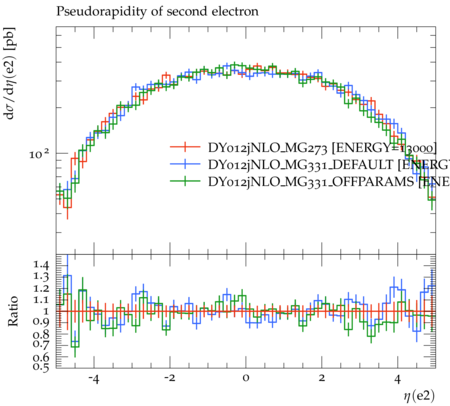 Pseudorapidity of second electron
dσ/dη(e2) [pb]
10²
DY012jNLO_MG273 [ENERGY=13000]
DY012jNLO_MG331_DEFAULT [ENERGY
DY012jNLO_MG331_OFFPARAMS [ENE
Ratio
1.4
1.3
1.2
1.1
1
0.9
0.8
0.7
0.6
0.5
-4 -2 0 2 4
η(e2)